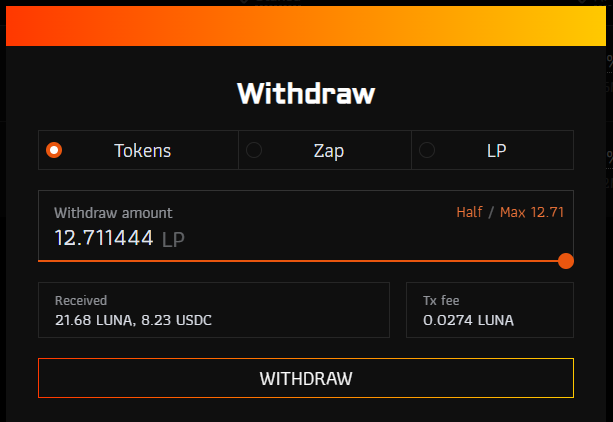 Withdraw
Tokens Zap LP
Withdraw amount Half / Max 12.71
12.711444 LP
Received Tx fee
21.68 LUNA, 8.23 USDC 0.0274 LUNA
WITHDRAW